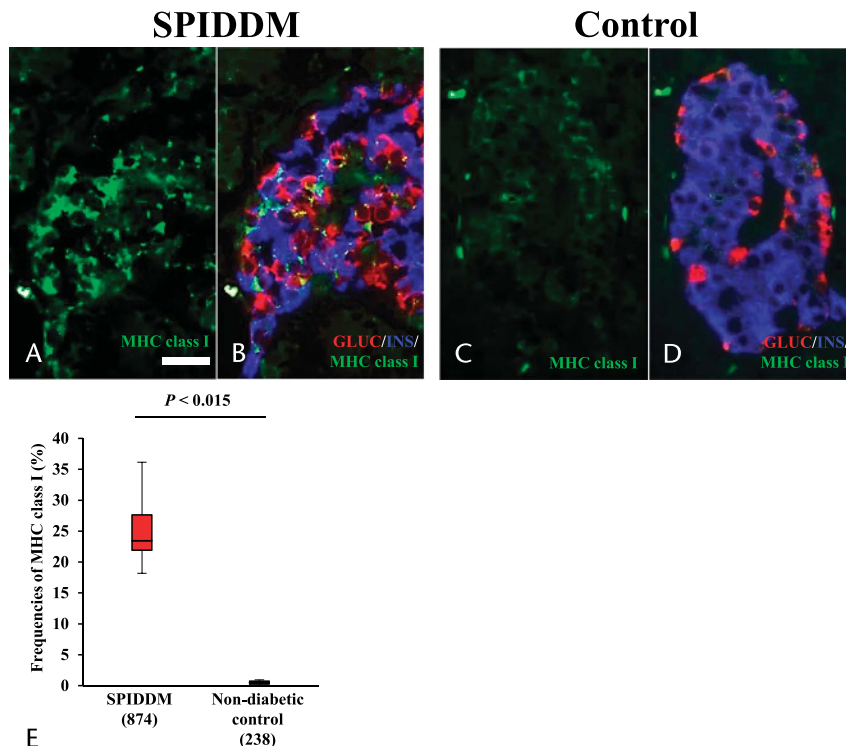 SPIDDM
Control
A
MHC class I
B
GLUC/INS/
MHC class I
C
MHC class I
D
GLUC/INS/
MHC class I
P < 0.015
Frequencies of MHC class I (%)
40
35
30
25
20
15
10
5
0
SPIDDM
(874)
Non-diabetic
control
(238)
E